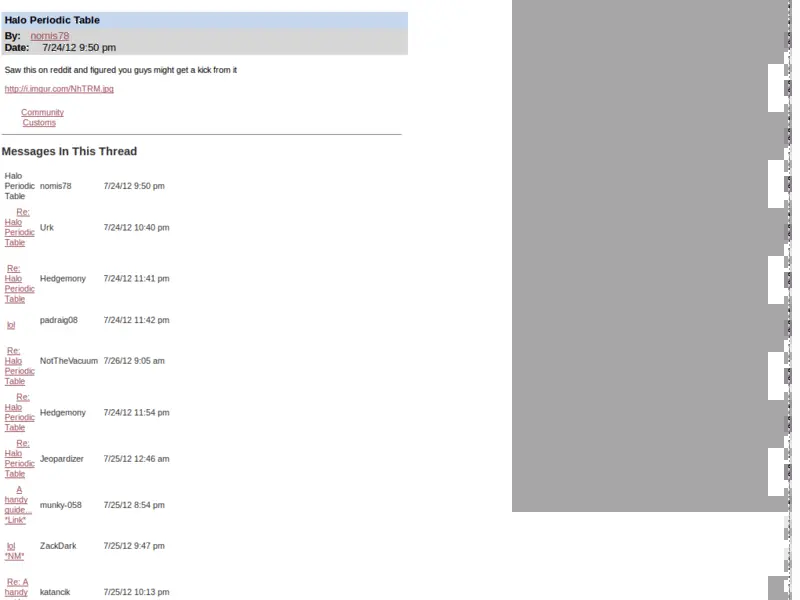 Halo Periodic Table
By: nomis78
Date: 7/24/12 9:50 pm
Saw this on reddit and figured you guys might get a kick from it
http://i.imgur.com/NhTRM.jpg
Community
Customs
Messages In This Thread
Halo
Periodic
Table
nomis78
7/24/12 9:50 pm
Re:
Halo
Periodic
Table
Urk
7/24/12 10:40 pm
Re:
Halo
Periodic
Table
Hedgemony
7/24/12 11:41 pm
lol
padraig08
7/24/12 11:42 pm
Re:
Halo
Periodic
Table
NotTheVacuum
7/26/12 9:05 am
Re:
Halo
Periodic
Table
Hedgemony
7/24/12 11:54 pm
Re:
Halo
Periodic
Table
Jeopardizer
7/25/12 12:46 am
A
handy
guide...
*Link*
munky-058
7/25/12 8:54 pm
lol
*NM*
ZackDark
7/25/12 9:47 pm
Re: A
handy
katancik
7/25/12 10:13 pm